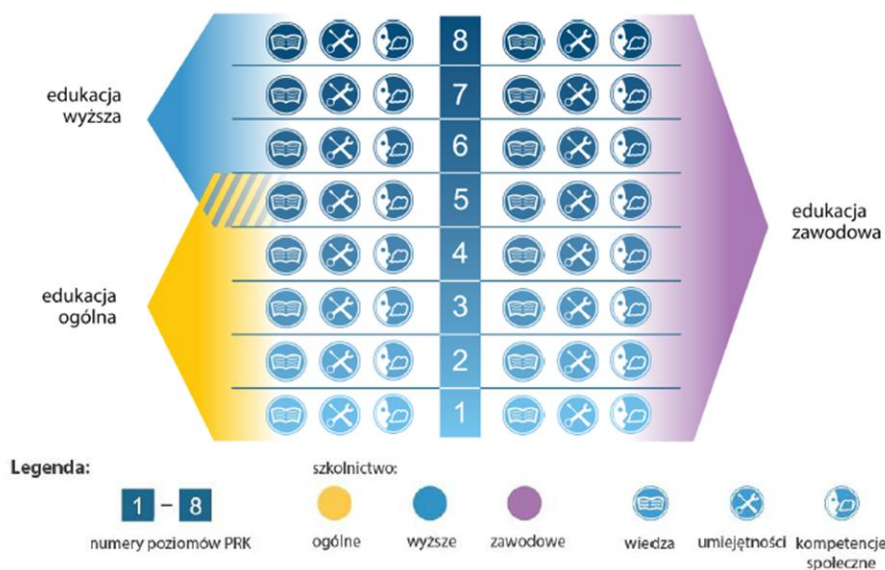 8
edukacja
wyższa
7
6
5
edukacja
zawodowa
4
edukacja
ogólna
3
2
1
Legenda:
szkolnictwo:
1 – 8
numery poziomów PRK
ogólne
wyższe
zawodowe
wiedza
umiejętności
kompetencje
społeczne